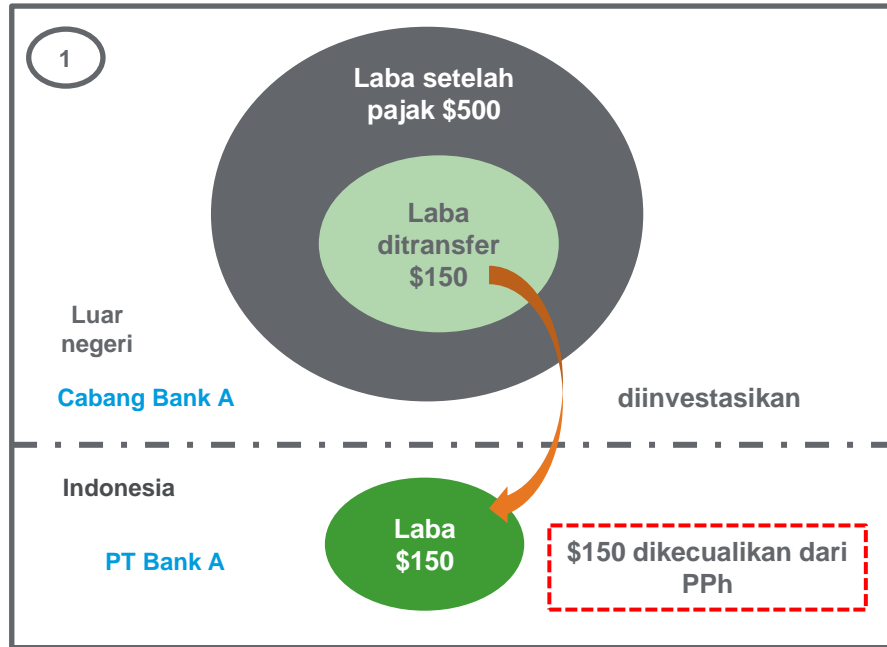 1
Laba setelah
pajak $500
Laba
ditransfer
$150
Luar
negeri
Cabang Bank A
diinvestasikan
Indonesia
PT Bank A
Laba
$150
$150 dikecualikan dari
PPh